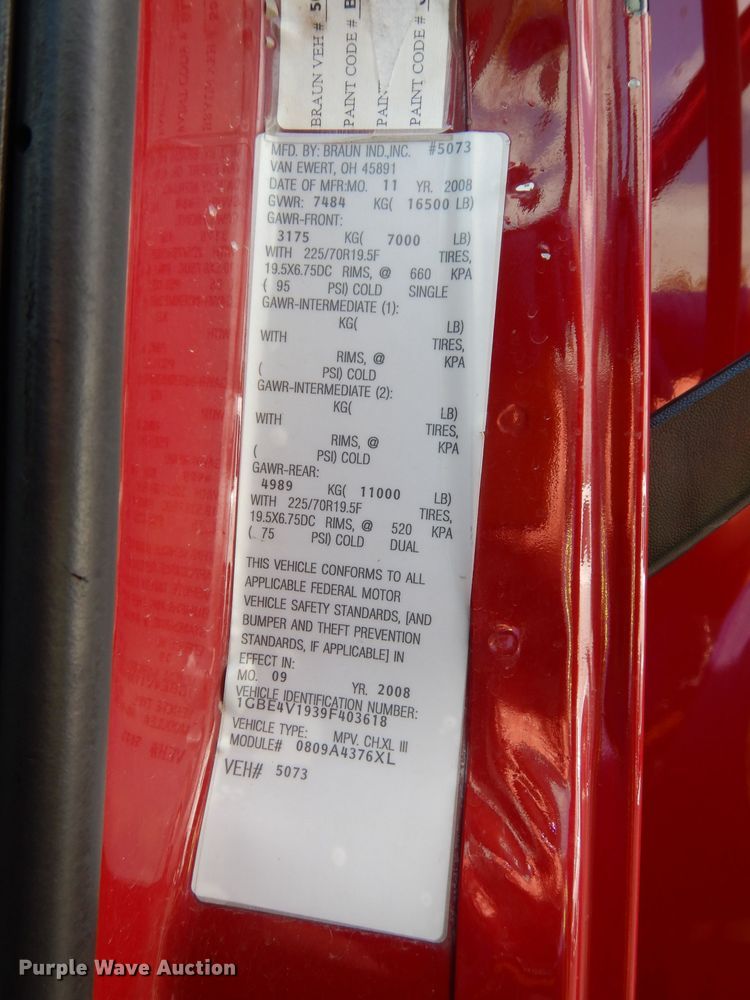 BRAUN VEH #
PAINT CODE #
PAINT CODE #
MFD. BY: BRAUN IND.,INC. #5073
VAN EWERT, OH 45891
DATE OF MFR:MO. 11 YR. 2008
GVWR: 7484 KG( 16500 LB)
GAWR-FRONT:
3175 KG( 7000 LB)
WITH 225/70R19.5F TIRES,
19.5X6.75DC RIMS, @ 660 KPA
( 95 PSI) COLD SINGLE
GAWR-INTERMEDIATE (1):
KG( LB)
WITH TIRES,
RIMS, @ KPA
( PSI) COLD
GAWR-INTERMEDIATE (2):
KG( LB)
WITH TIRES,
RIMS, @ KPA
( PSI) COLD
GAWR-REAR:
4989 KG( 11000 LB)
WITH 225/70R19.5F TIRES,
19.5X6.75DC RIMS, @ 520 KPA
( 75 PSI) COLD DUAL
THIS VEHICLE CONFORMS TO ALL
APPLICABLE FEDERAL MOTOR
VEHICLE SAFETY STANDARDS, [AND
BUMPER AND THEFT PREVENTION
STANDARDS, IF APPLICABLE] IN
EFFECT IN:
MO. 09 YR. 2008
VEHICLE IDENTIFICATION NUMBER:
1GBE4V1939F403618
VEHICLE TYPE: MPV. CH.XL III
MODULE# 0809A4376XL
VEH# 5073
Purple Wave Auction